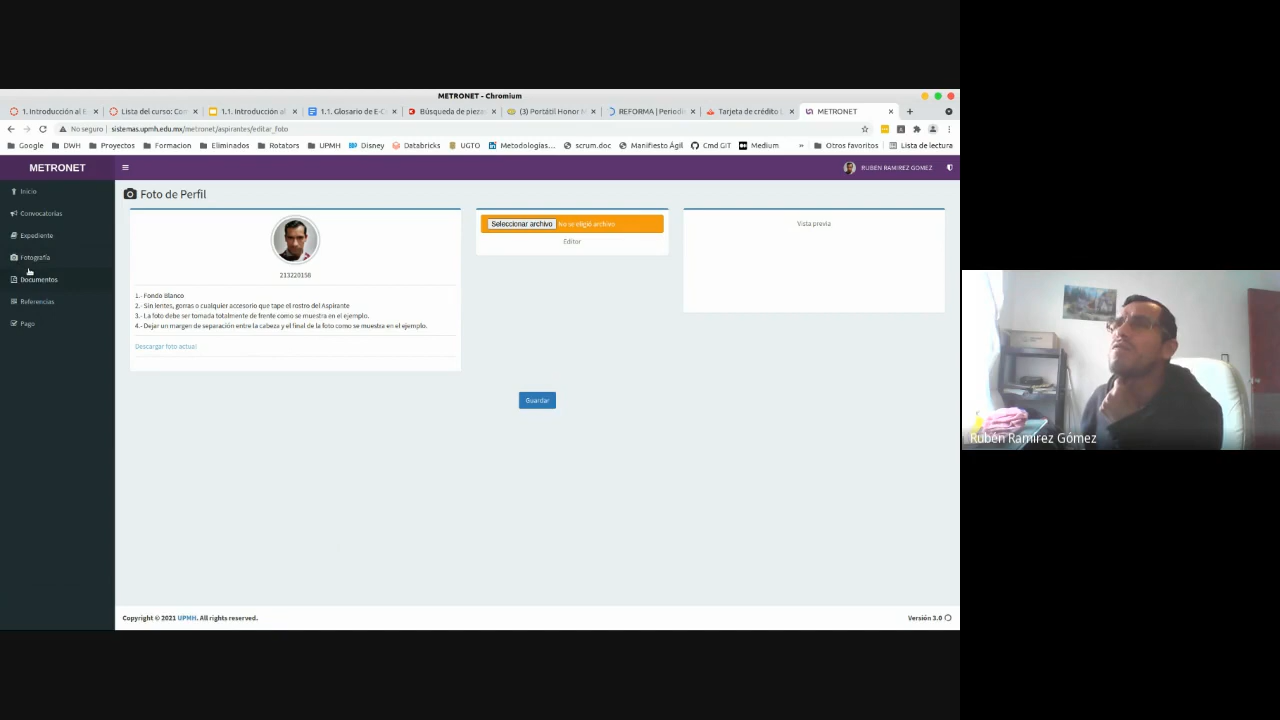 METRONET - Chromium
1. Introducción al E-
Lista del curso: Com
1.1. Introducción al
1.1. Glosario de E-C
Búsqueda de pieza
(3) Portátil Honor M
REFORMA | Periodi
Tarjeta de crédito
METRONET
No seguro
sistemas.upmh.edu.mx/metronet/aspirantes/editar_foto
Google
DWH
Proyectos
Formacion
Eliminados
Rotators
UPMH
Disney
Databricks
UGTO
Metodologías...
scrum.doc
Manifiesto Ágil
Cmd GIT
Medium
»
Otros favoritos
Lista de lectura
METRONET
RUBEN RAMIREZ GOMEZ
Inicio
Convocatorias
Expediente
Fotografía
Documentos
Referencias
Pago
Foto de Perfil
213220158
1.- Fondo Blanco
2.- Sin lentes, gorras o cualquier accesorio que tape el rostro del Aspirante
3.- La foto debe ser tomada totalmente de frente como se muestra en el ejemplo.
4.- Dejar un margen de separación entre la cabeza y el final de la foto como se muestra en el ejemplo.
Descargar foto actual
Seleccionar archivo No se eligió archivo
Editor
Vista previa
Guardar
Copyright © 2021 UPMH. All rights reserved.
Versión 3.0
Rubén Ramírez Gómez